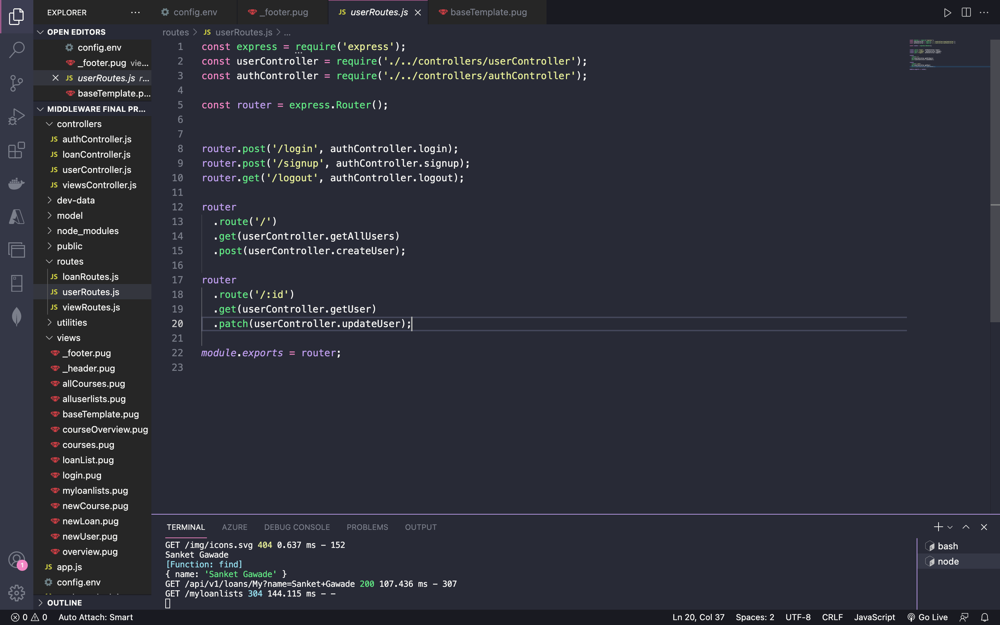 EXPLORER
config.env
_footer.pug
JS userRoutes.js
baseTemplate.pug
OPEN EDITORS
config.env
_footer.pug vie...
JS userRoutes.js r...
baseTemplate.p...
MIDDLEWARE FINAL PR...
controllers
JS authController.js
JS loanController.js
JS userController.js
JS viewsController.js
dev-data
model
node_modules
public
routes
JS loanRoutes.js
JS userRoutes.js
JS viewRoutes.js
utilities
views
_footer.pug
_header.pug
allCourses.pug
alluserlists.pug
baseTemplate.pug
courseOverview.pug
courses.pug
loanList.pug
login.pug
myloanlists.pug
newCourse.pug
newLoan.pug
newUser.pug
overview.pug
JS app.js
config.env
OUTLINE
1
routes > JS userRoutes.js > ...
1 const express = require('express');
2 const userController = require('./../controllers/userController');
3 const authController = require('./../controllers/authController');
4
5 const router = express.Router();
6
7
8 router.post('/login', authController.login);
9 router.post('/signup', authController.signup);
10 router.get('/logout', authController.logout);
11
12 router
13 .route('/')
14 .get(userController.getAllUsers)
15 .post(userController.createUser);
16
17 router
18 .route('/:id')
19 .get(userController.getUser)
20 .patch(userController.updateUser);
21
22 module.exports = router;
23
TERMINAL AZURE DEBUG CONSOLE PROBLEMS OUTPUT
GET /img/icons.svg 404 0.637 ms - 152
Sanket Gawade
[Function: find]
{ name: 'Sanket Gawade' }
GET /api/v1/loans/My?name=Sanket+Gawade 200 107.436 ms - 307
GET /myloanlists 304 144.115 ms - -
bash
node
0 0 Auto Attach: Smart
Ln 20, Col 37 Spaces: 2 UTF-8 CRLF JavaScript Go Live